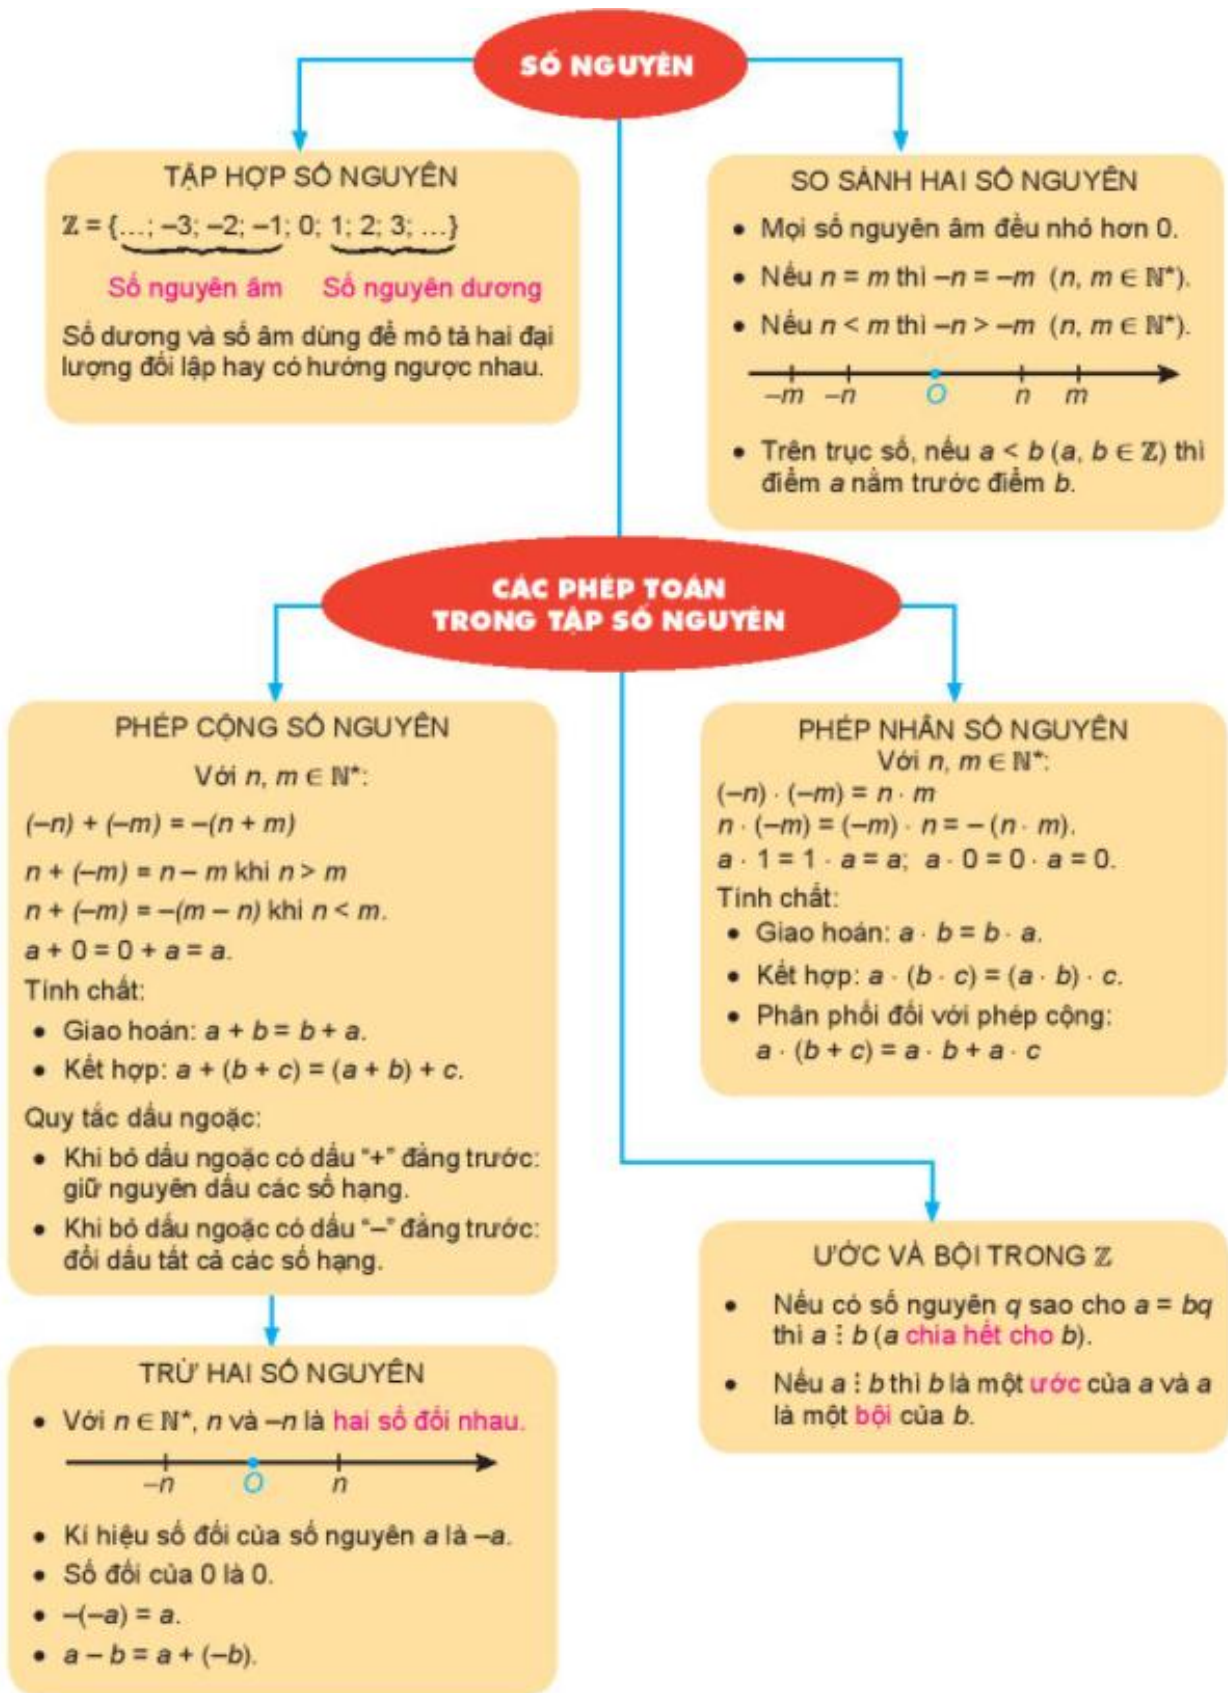 SỐ NGUYÊN
TẬP HỢP SỐ NGUYÊN
ℤ = {…; –3; –2; –1; 0; 1; 2; 3; …}
Số nguyên âm Số nguyên dương
Số dương và số âm dùng để mô tả hai đại
lượng đối lập hay có hướng ngược nhau.
SO SÁNH HAI SỐ NGUYÊN
• Mọi số nguyên âm đều nhỏ hơn 0.
• Nếu n = m thì –n = –m (n, m ∈ ℕ*).
• Nếu n < m thì –n > –m (n, m ∈ ℕ*).
–m –n O n m
• Trên trục số, nếu a < b (a, b ∈ ℤ) thì
điểm a nằm trước điểm b.
CÁC PHÉP TOÁN
TRONG TẬP SỐ NGUYÊN
PHÉP CỘNG SỐ NGUYÊN
Với n, m ∈ ℕ*:
(–n) + (–m) = –(n + m)
n + (–m) = n – m khi n > m
n + (–m) = –(m – n) khi n < m.
a + 0 = 0 + a = a.
Tính chất:
• Giao hoán: a + b = b + a.
• Kết hợp: a + (b + c) = (a + b) + c.
Quy tắc dấu ngoặc:
• Khi bỏ dấu ngoặc có dấu “+” đằng trước:
giữ nguyên dấu các số hạng.
• Khi bỏ dấu ngoặc có dấu “–” đằng trước:
đổi dấu tất cả các số hạng.
TRỪ HAI SỐ NGUYÊN
• Với n ∈ ℕ*, n và –n là hai số đối nhau.
–n O n
• Kí hiệu số đối của số nguyên a là –a.
• Số đối của 0 là 0.
• –(–a) = a.
• a – b = a + (–b).
PHÉP NHÂN SỐ NGUYÊN
Với n, m ∈ ℕ*:
(–n) · (–m) = n · m
n · (–m) = (–m) · n = – (n · m).
a · 1 = 1 · a = a; a · 0 = 0 · a = 0.
Tính chất:
• Giao hoán: a · b = b · a.
• Kết hợp: a · (b · c) = (a · b) · c.
• Phân phối đối với phép cộng:
a · (b + c) = a · b + a · c
ƯỚC VÀ BỘI TRONG ℤ
• Nếu có số nguyên q sao cho a = bq
thì a ⋮ b (a chia hết cho b).
• Nếu a ⋮ b thì b là một ước của a và a
là một bội của b.